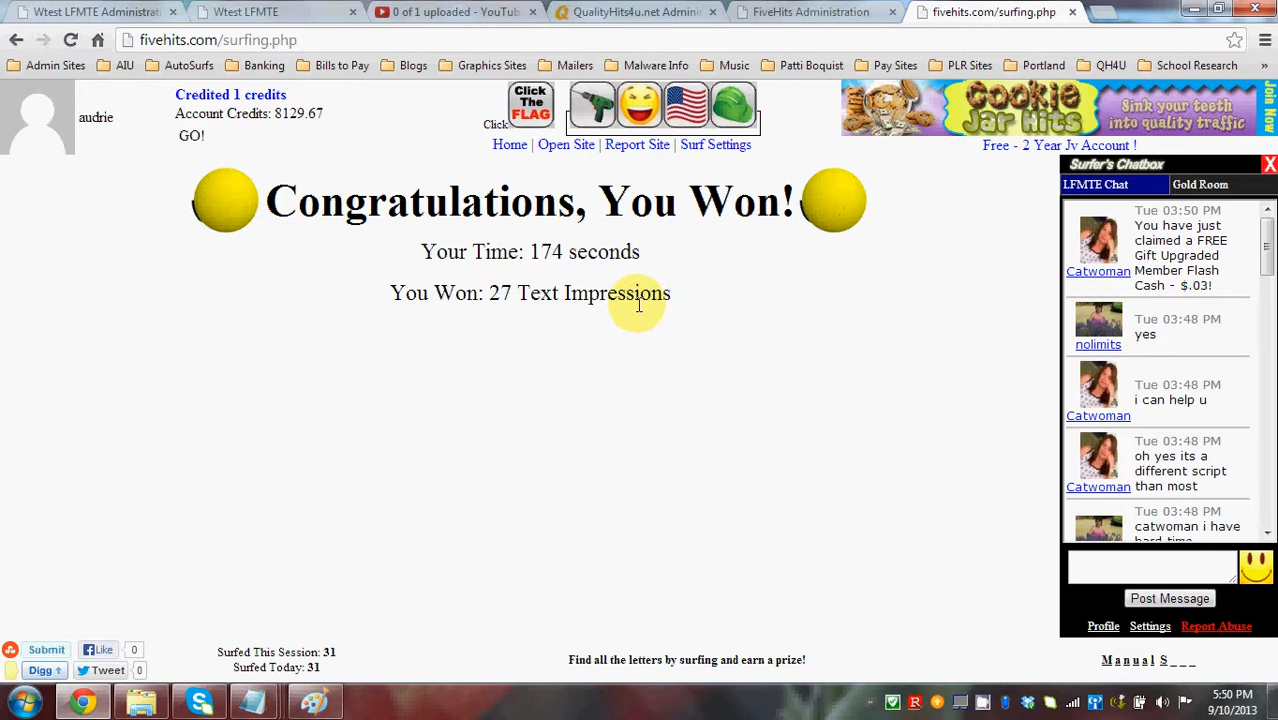 Wtest LFMTE Administrati
Wtest LFMTE
0 of 1 uploaded - YouTub
QualityHits4u.net Admini
FiveHits Administration
fivehits.com/surfing.php
fivehits.com/surfing.php
Admin Sites
AIU
AutoSurfs
Banking
Bills to Pay
Blogs
Graphics Sites
Mailers
Malware Info
Music
Patti Boquist
Pay Sites
PLR Sites
Portland
QH4U
School Research
»
audrie
Credited 1 credits
Account Credits: 8129.67
GO!
Click
Click
The
FLAG
Home | Open Site | Report Site | Surf Settings
Cookie
Jar Hits
Sink your teeth
into quality traffic
Join Now
Free - 2 Year Jv Account !
Congratulations, You Won!
Your Time: 174 seconds
You Won: 27 Text Impressions
Surfer's Chatbox
X
LFMTE Chat
Gold Room
Tue 03:50 PM
You have just
claimed a FREE
Gift Upgraded
Member Flash
Cash - $.03!
Catwoman
Tue 03:48 PM
yes
nolimits
Tue 03:48 PM
i can help u
Catwoman
Tue 03:48 PM
oh yes its a
different script
than most
Catwoman
Tue 03:48 PM
catwoman i have
hard time
Post Message
Profile
Settings
Report Abuse
Submit
Like
0
Digg
Tweet
0
Surfed This Session: 31
Surfed Today: 31
Find all the letters by surfing and earn a prize!
M a n u a l S _ _ _
5:50 PM
9/10/2013